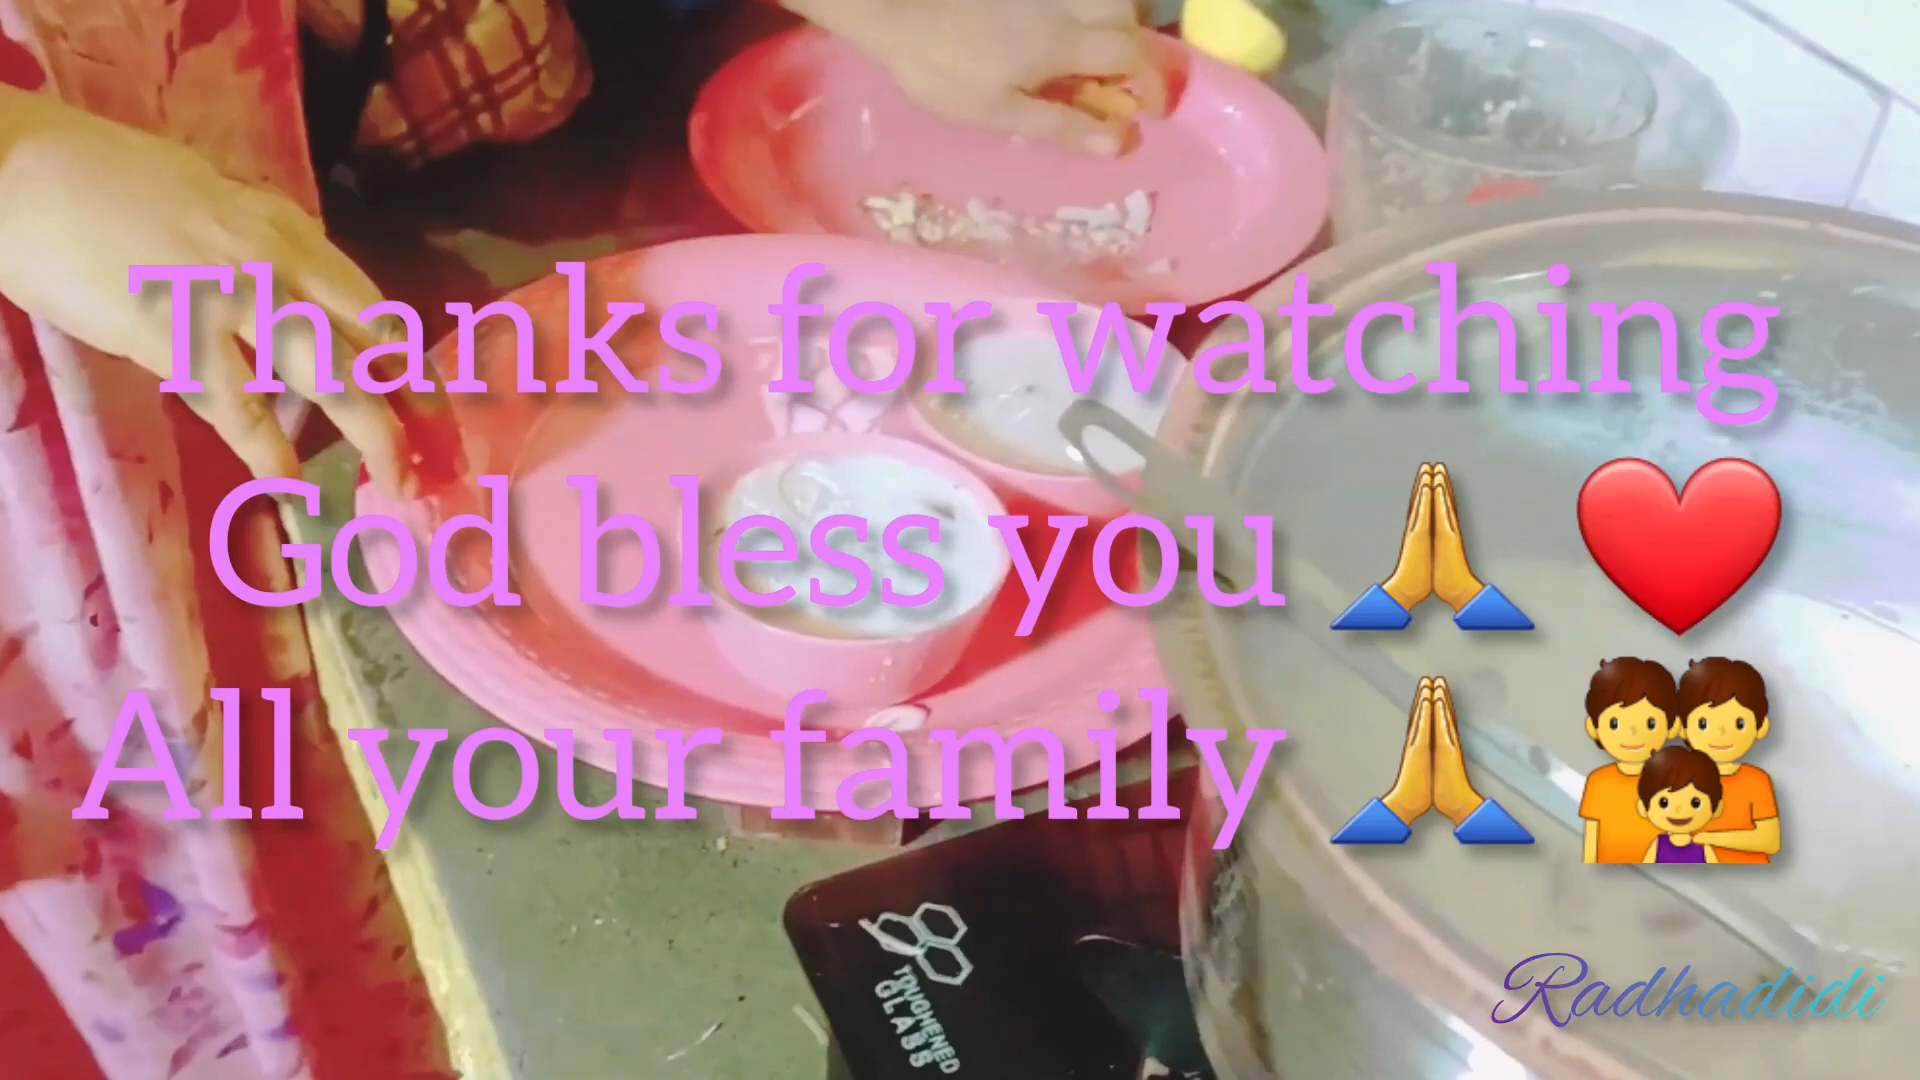 Thanks for watching
God bless you 🙏 ❤️
All your family 🙏 👪
TOUGHENED
GLASS
Radhadidi